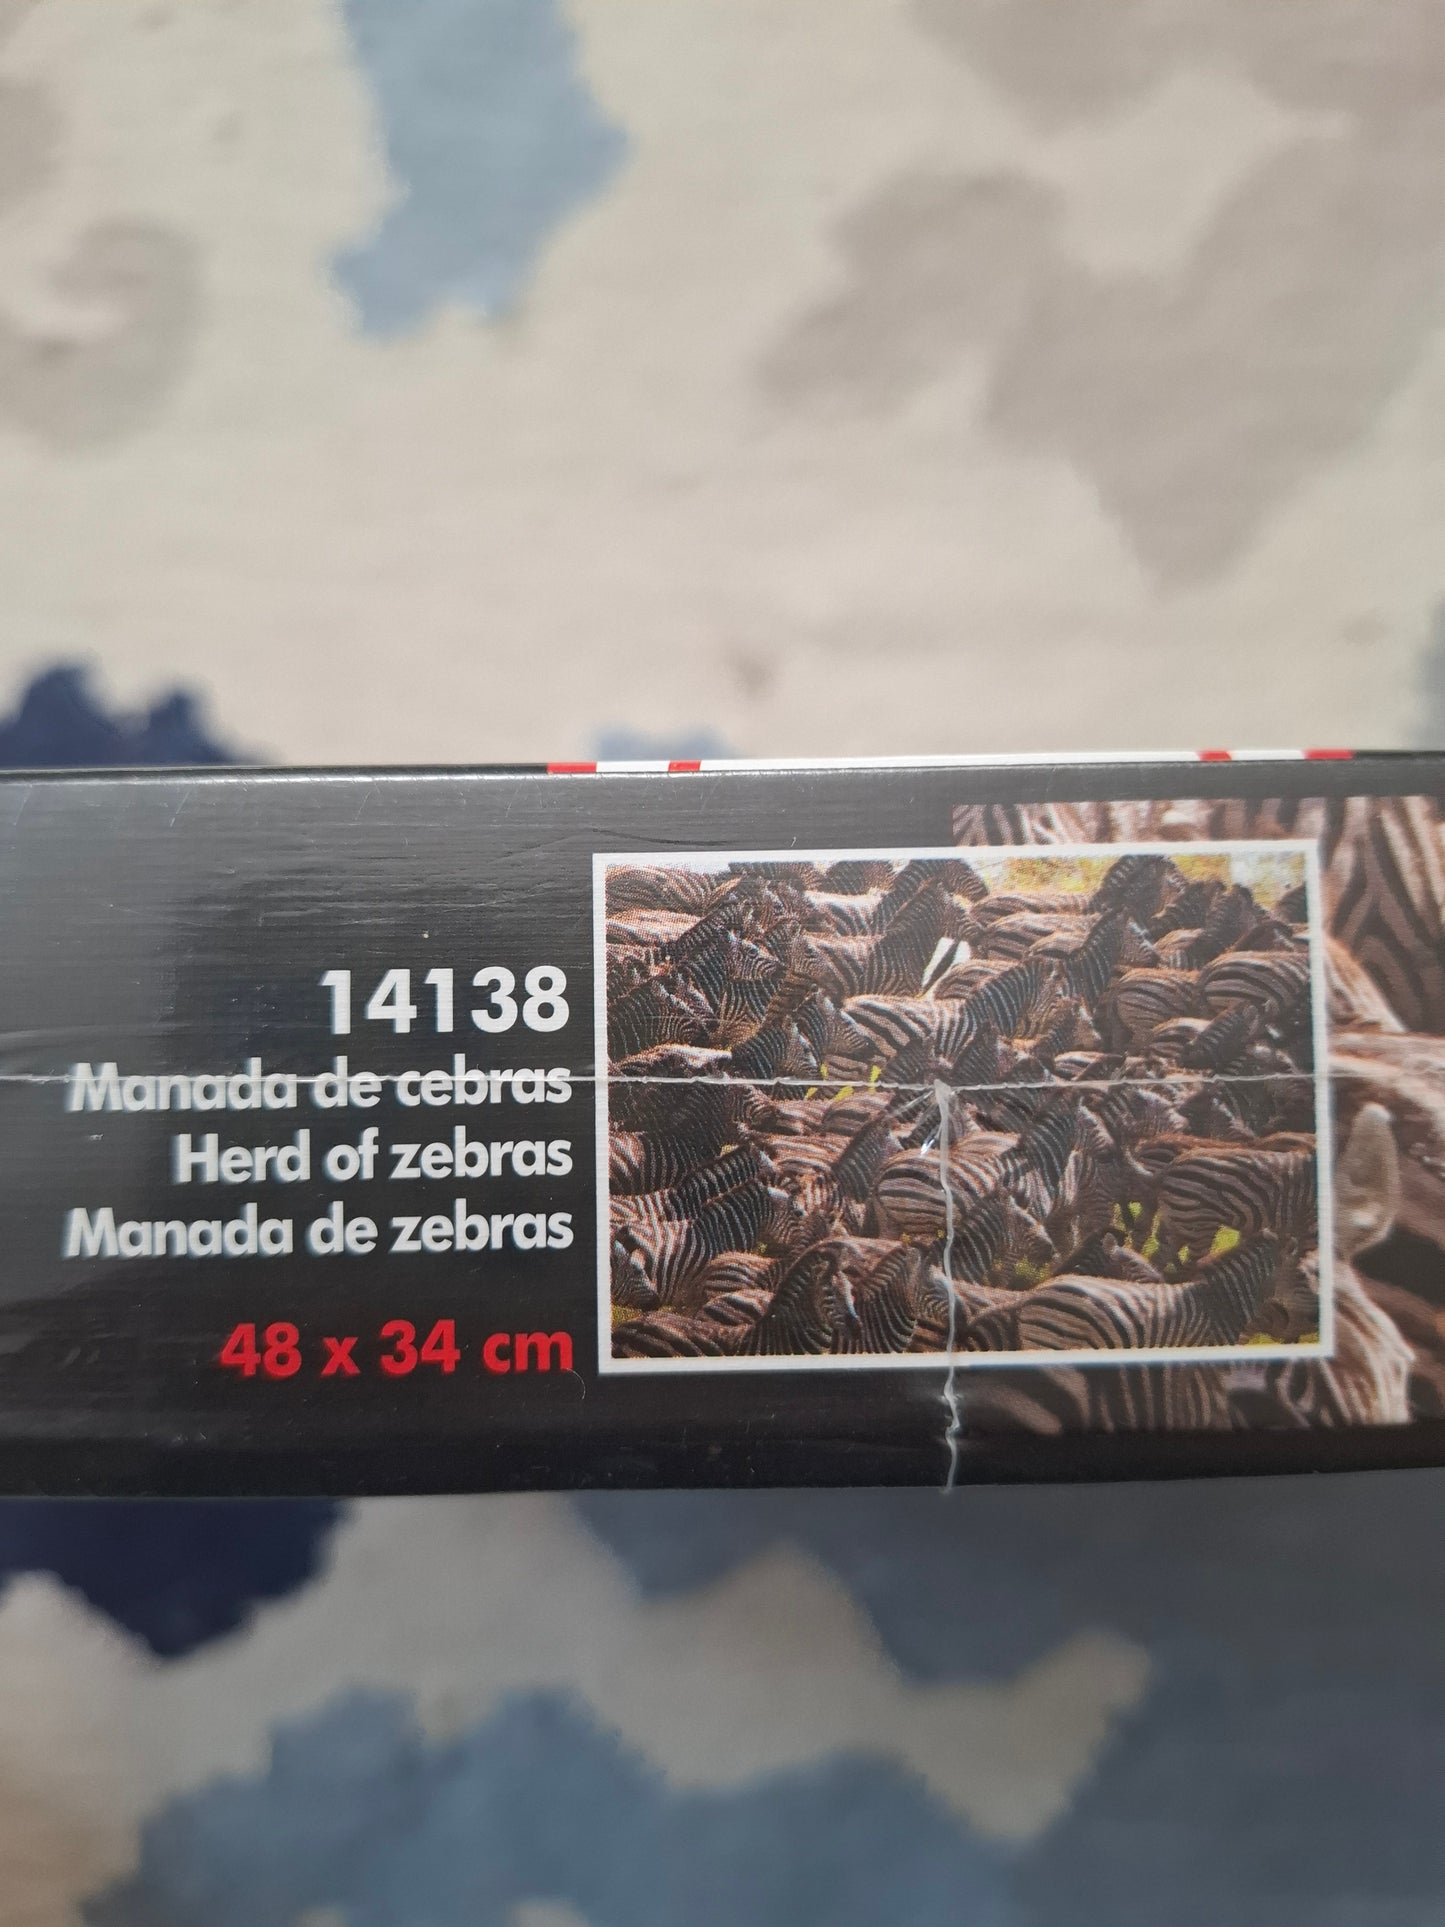 14138
Manada de cebras
Herd of zebras
Manada de zebras
48 x 34 cm